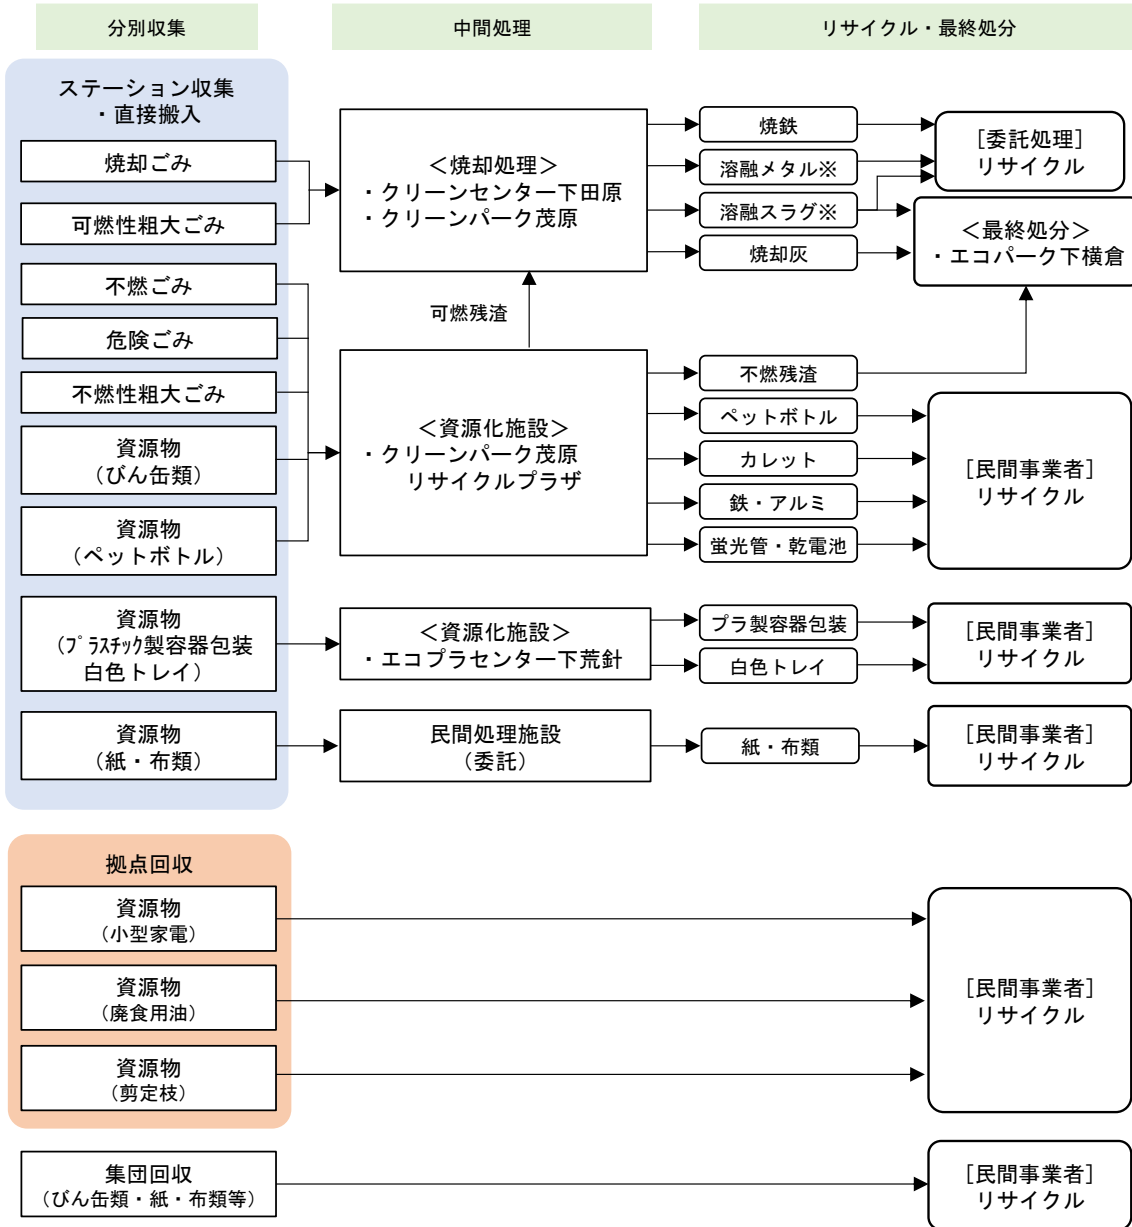 分別収集
中間処理
リサイクル・最終処分
ステーション収集
・直接搬入
焼却ごみ
可燃性粗大ごみ
不燃ごみ
危険ごみ
不燃性粗大ごみ
資源物
（びん缶類）
資源物
（ペットボトル）
資源物
（プラスチック製容器包装
白色トレイ）
資源物
（紙・布類）
＜焼却処理＞
・クリーンセンター下田原
・クリーンパーク茂原
可燃残渣
＜資源化施設＞
・クリーンパーク茂原
リサイクルプラザ
＜資源化施設＞
・エコプラセンター下荒針
民間処理施設
（委託）
焼鉄
溶融メタル※
溶融スラグ※
焼却灰
不燃残渣
ペットボトル
カレット
鉄・アルミ
蛍光管・乾電池
プラ製容器包装
白色トレイ
紙・布類
［委託処理］
リサイクル
＜最終処分＞
・エコパーク下横倉
［民間事業者］
リサイクル
［民間事業者］
リサイクル
［民間事業者］
リサイクル
拠点回収
資源物
（小型家電）
資源物
（廃食用油）
資源物
（剪定枝）
［民間事業者］
リサイクル
集団回収
（びん缶類・紙・布類等）
［民間事業者］
リサイクル